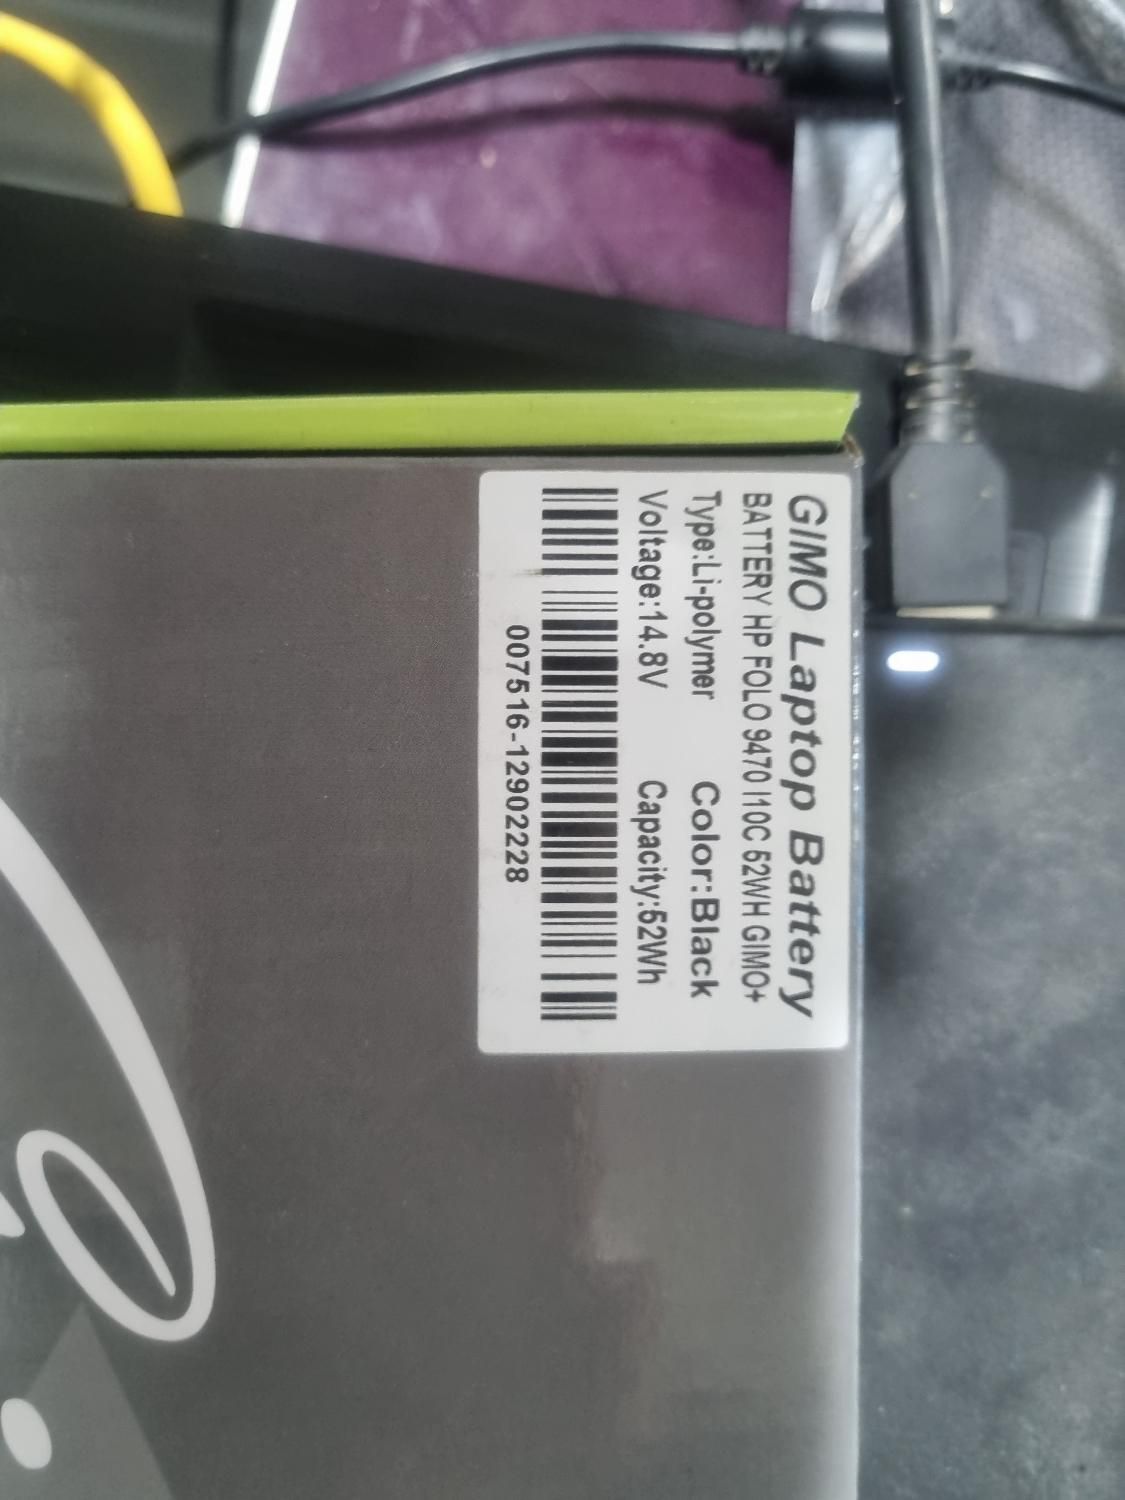 GIMO Laptop Battery
BATTERY HP FOLO 9470 I10C 52WH GIMO+
Type:Li-polymer Color:Black
Voltage:14.8V Capacity:52Wh
007516-12902228